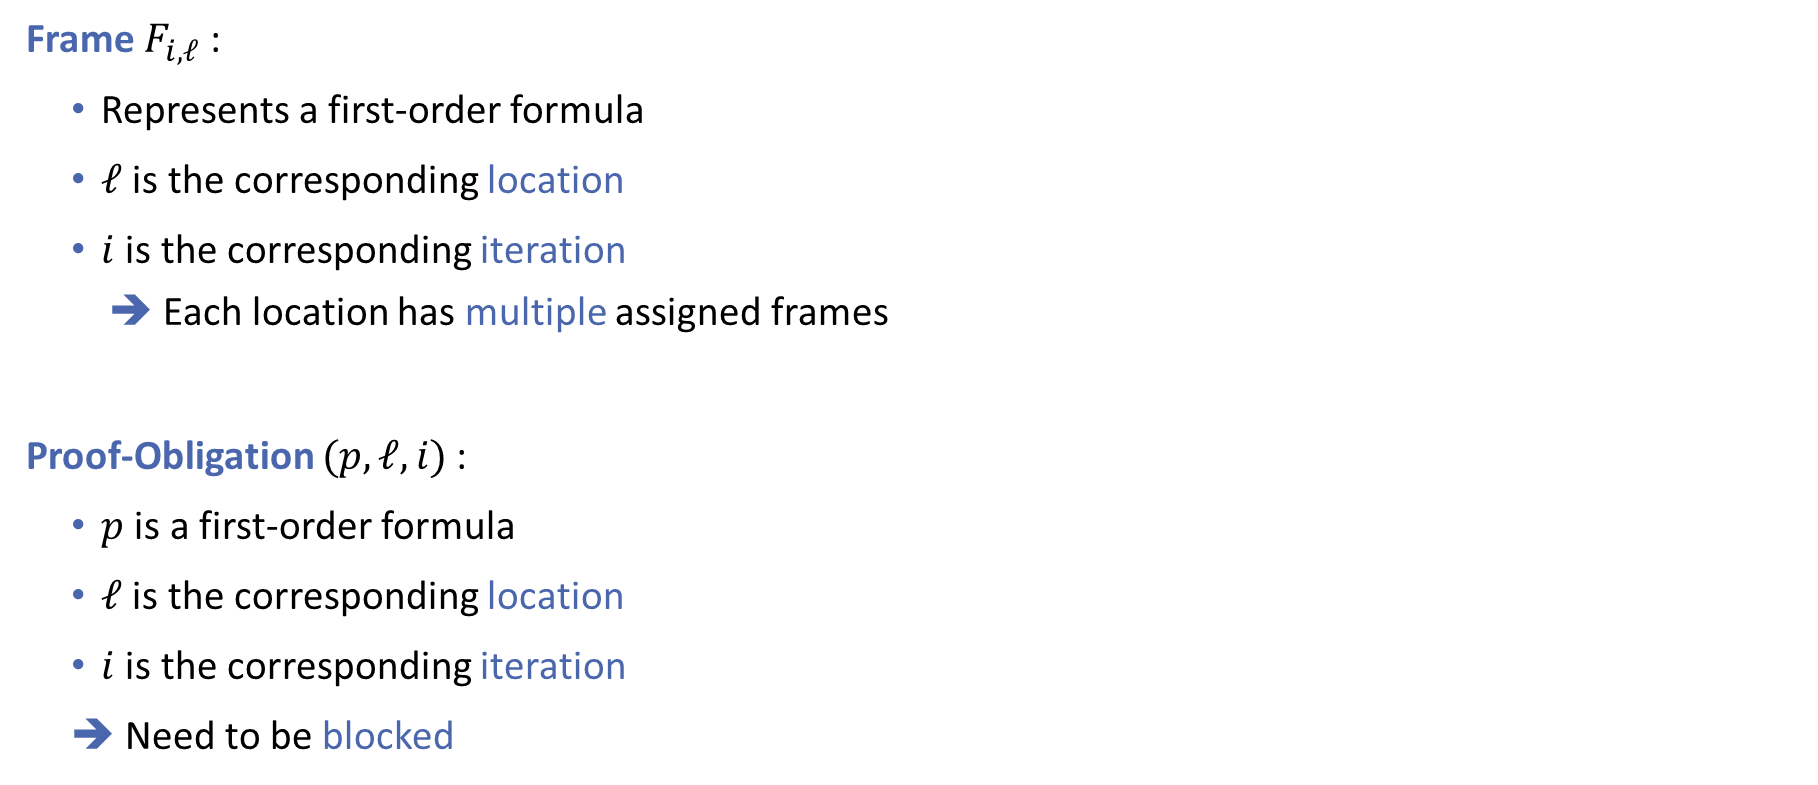 Frame F_{i,ℓ} :
• Represents a first-order formula
• ℓ is the corresponding location
• i is the corresponding iteration
➔ Each location has multiple assigned frames
Proof-Obligation (p, ℓ, i) :
• p is a first-order formula
• ℓ is the corresponding location
• i is the corresponding iteration
➔ Need to be blocked